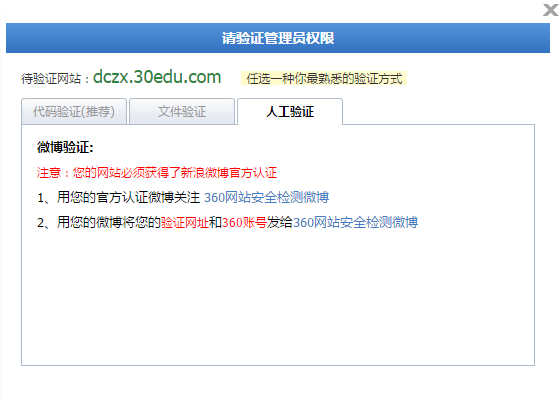 请验证管理员权限
待验证网站：dczx.30edu.com 任选一种你最熟悉的验证方式
代码验证(推荐) 文件验证 人工验证
微博验证:
注意：您的网站必须获得了新浪微博官方认证
1、用您的官方认证微博关注 360网站安全检测微博
2、用您的微博将您的验证网址和360账号发给360网站安全检测微博